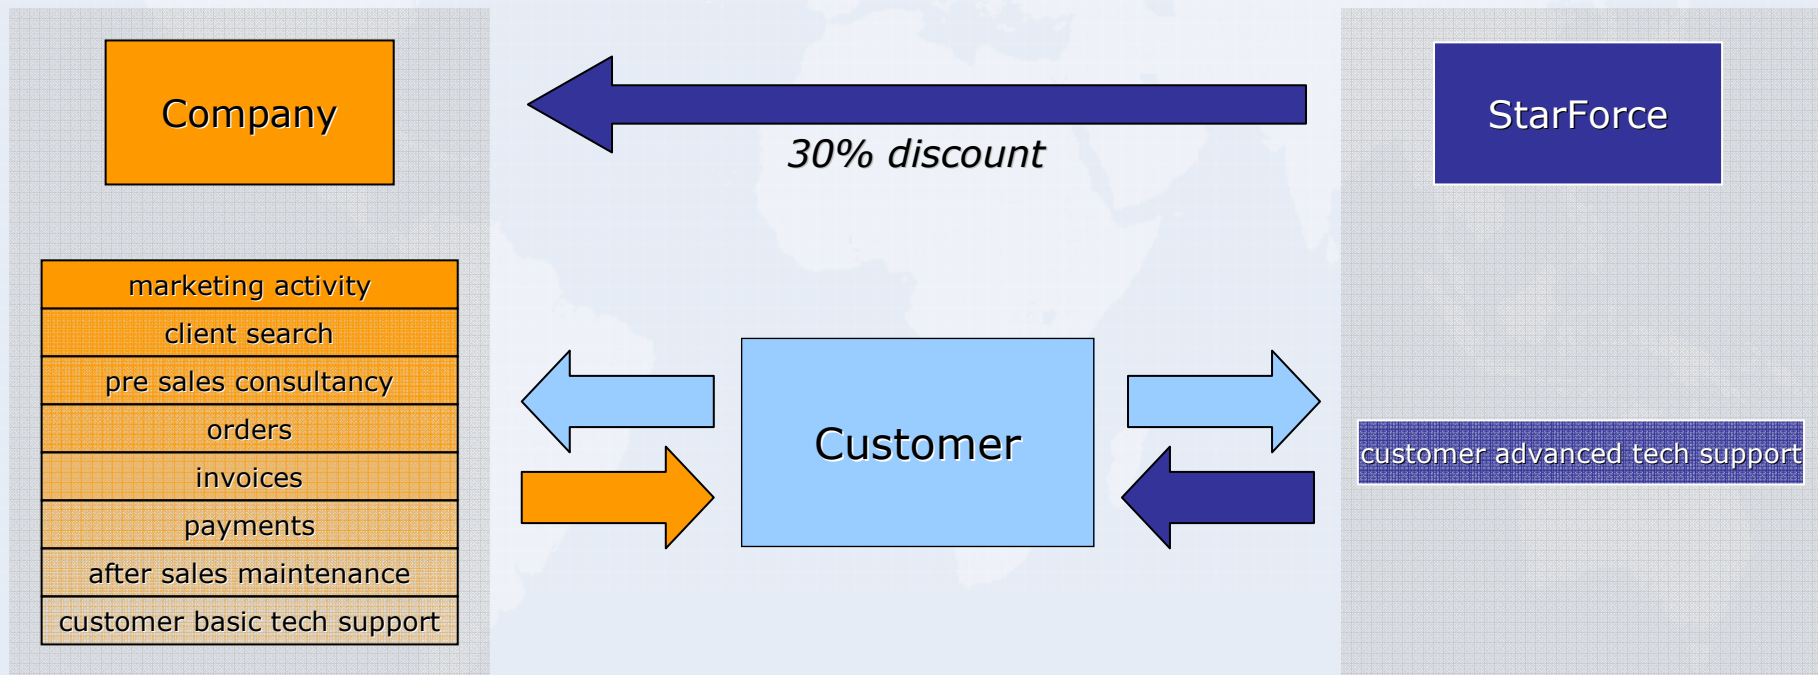 Company
30% discount
StarForce
marketing activity
client search
pre sales consultancy
orders
invoices
payments
after sales maintenance
customer basic tech support
Customer
customer advanced tech support